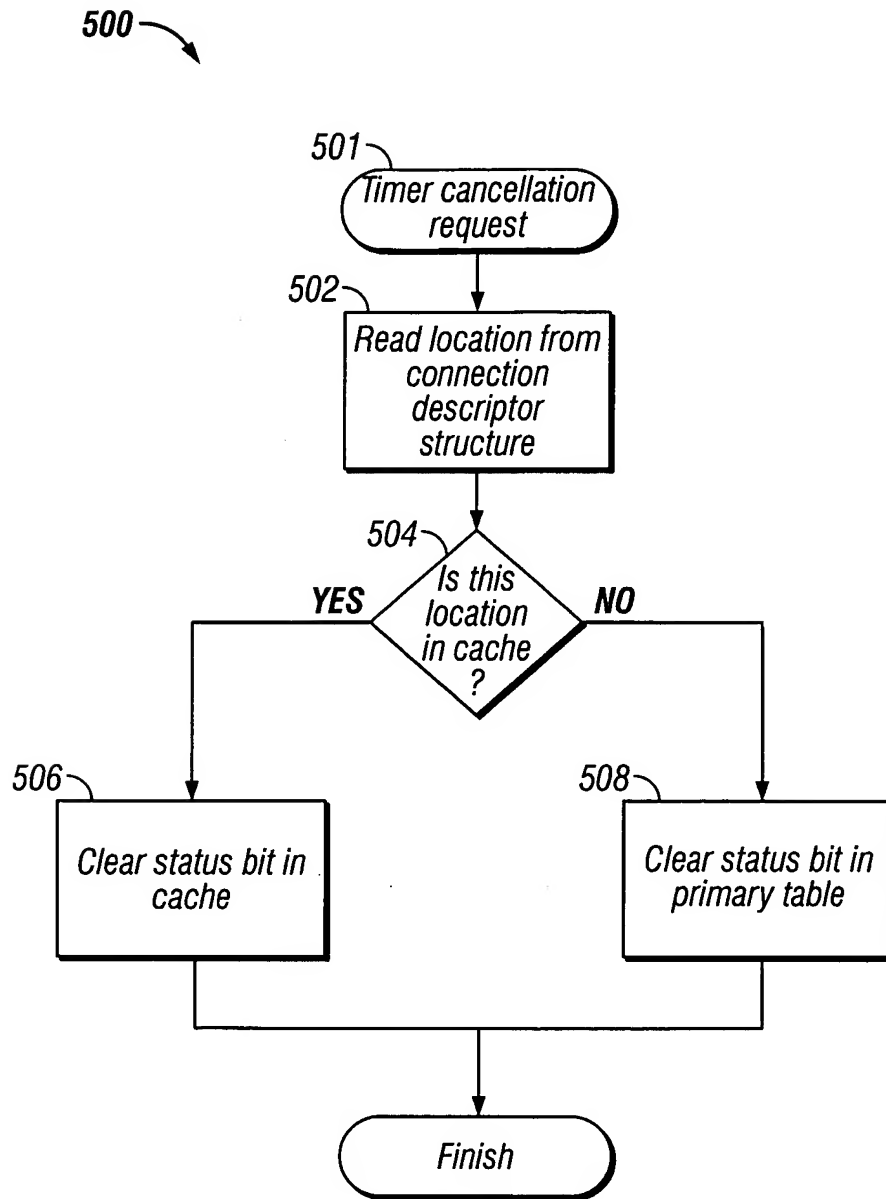 500
501
Timer cancellation
request
502
Read location from
connection
descriptor
structure
504
Is this
location
in cache
?
YES
NO
506
Clear status bit in
cache
508
Clear status bit in
primary table
Finish